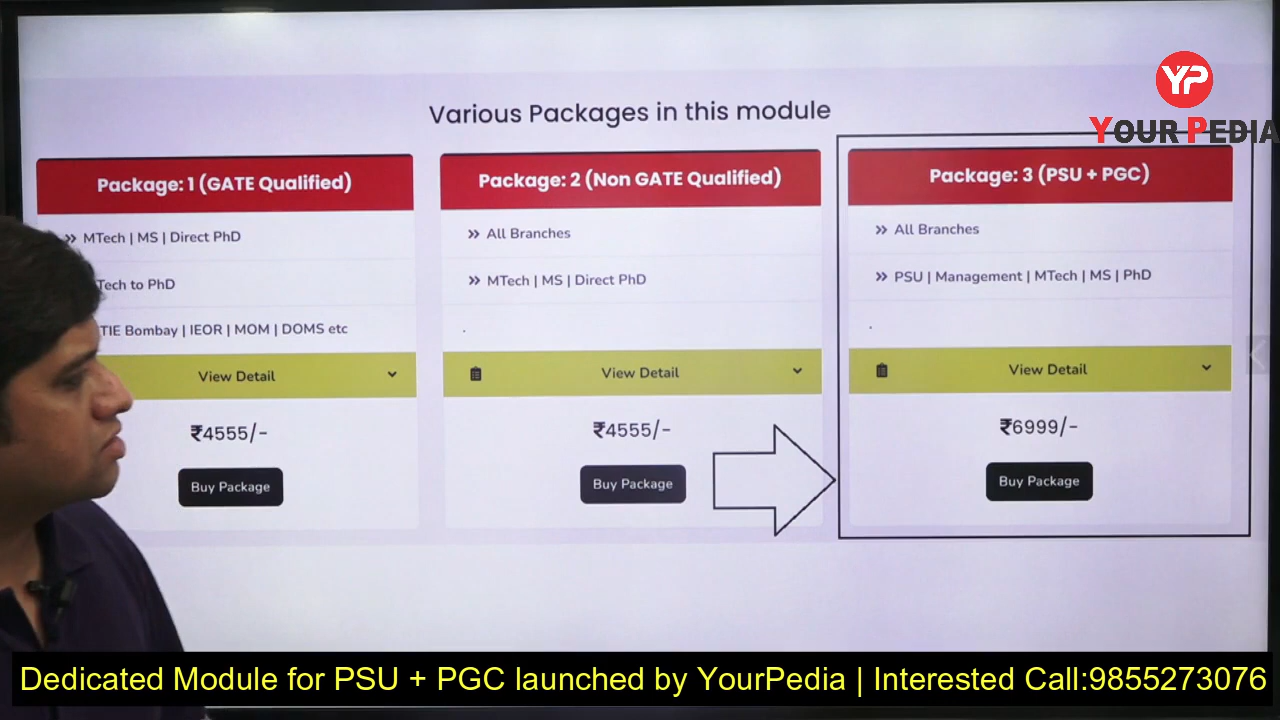 YP
YOUR PEDIA
Various Packages in this module
Package: 1 (GATE Qualified)
» MTech | MS | Direct PhD
Tech to PhD
TIE Bombay | IEOR | MOM | DOMS etc
View Detail
₹4555/-
Buy Package
Package: 2 (Non GATE Qualified)
» All Branches
» MTech | MS | Direct PhD
.
View Detail
₹4555/-
Buy Package
Package: 3 (PSU + PGC)
» All Branches
» PSU | Management | MTech | MS | PhD
.
View Detail
₹6999/-
Buy Package
Dedicated Module for PSU + PGC launched by YourPedia | Interested Call:9855273076